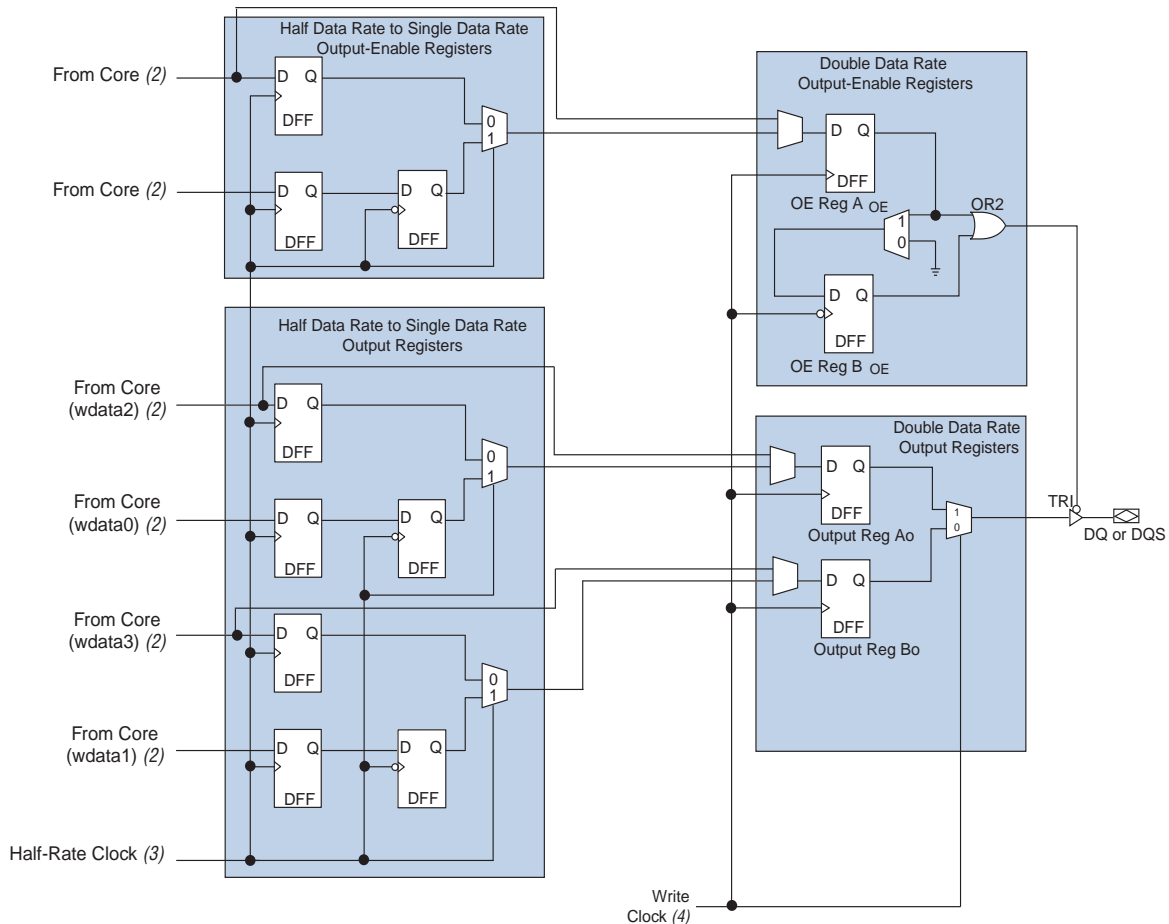 Half Data Rate to Single Data Rate
Output-Enable Registers
From Core (2)
D Q
DFF
0
1
From Core (2)
D Q
DFF
D Q
DFF
Double Data Rate
Output-Enable Registers
D Q
DFF
OE Reg A OE
OR2
1
0
D Q
DFF
OE Reg B OE
Half Data Rate to Single Data Rate
Output Registers
From Core
(wdata2) (2)
D Q
DFF
0
1
From Core
(wdata0) (2)
D Q
DFF
D Q
DFF
From Core
(wdata3) (2)
D Q
DFF
0
1
From Core
(wdata1) (2)
D Q
DFF
D Q
DFF
Half-Rate Clock (3)
Double Data Rate
Output Registers
D Q
DFF
Output Reg Ao
1
0
D Q
DFF
Output Reg Bo
TRI
DQ or DQS
Write
Clock (4)